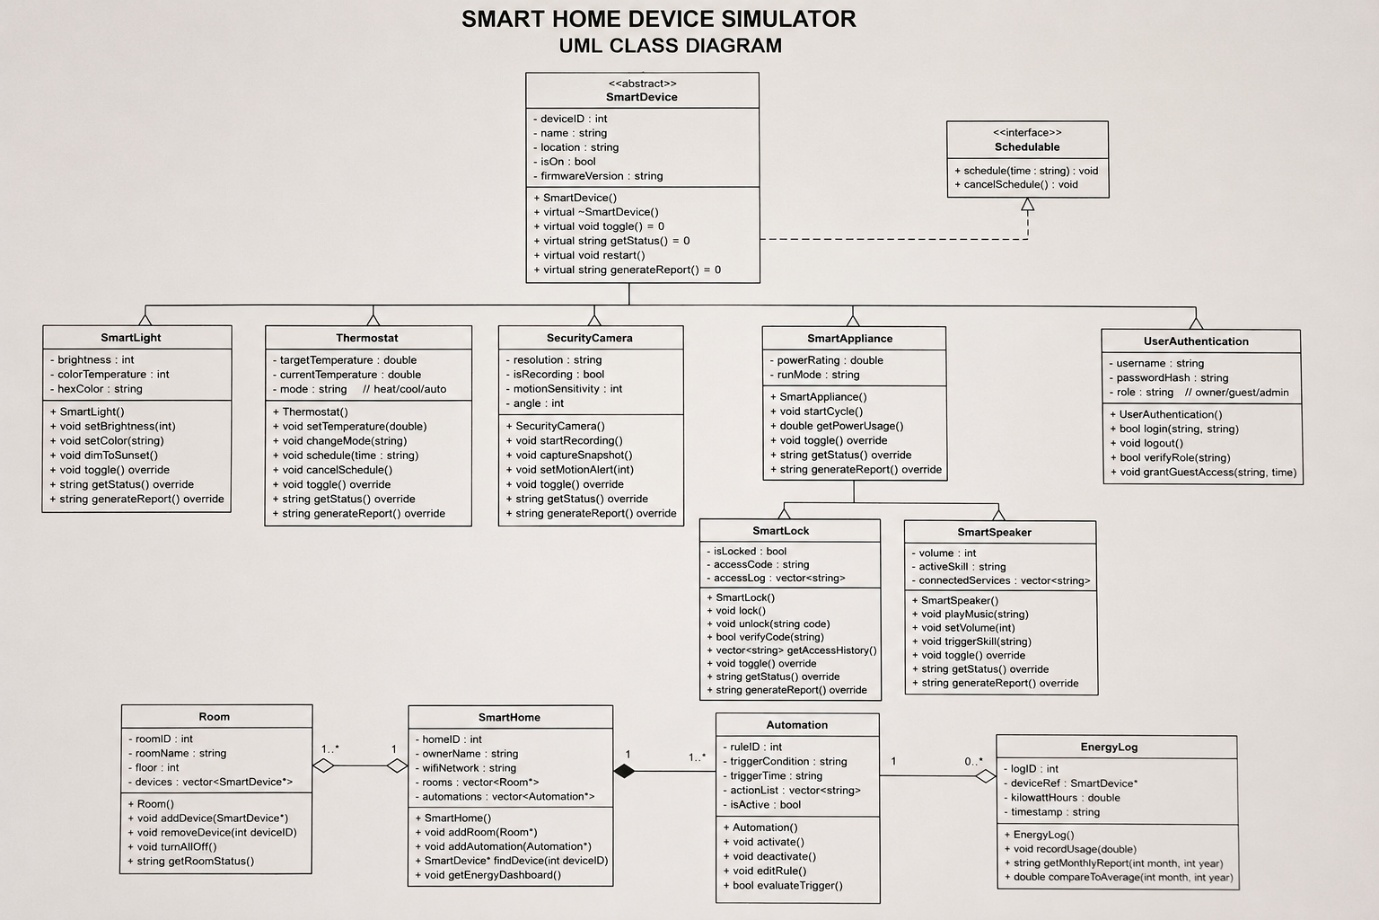 SMART HOME DEVICE SIMULATOR
UML CLASS DIAGRAM
<<abstract>>
SmartDevice
- deviceID : int
- name : string
- location : string
- isOn : bool
- firmwareVersion : string
+ SmartDevice()
+ virtual ~SmartDevice()
+ virtual void toggle() = 0
+ virtual string getStatus() = 0
+ virtual void restart()
+ virtual string generateReport() = 0
<<interface>>
Schedulable
+ schedule(time : string) : void
+ cancelSchedule() : void
SmartLight
- brightness : int
- colorTemperature : int
- hexColor : string
+ SmartLight()
+ void setBrightness(int)
+ void setColor(string)
+ void dimToSunset()
+ void toggle() override
+ string getStatus() override
+ string generateReport() override
Thermostat
- targetTemperature : double
- currentTemperature : double
- mode : string // heat/cool/auto
+ Thermostat()
+ void setTemperature(double)
+ void changeMode(string)
+ void schedule(time : string)
+ void cancelSchedule()
+ void toggle() override
+ string getStatus() override
+ string generateReport() override
SecurityCamera
- resolution : string
- isRecording : bool
- motionSensitivity : int
- angle : int
+ SecurityCamera()
+ void startRecording()
+ void captureSnapshot()
+ void setMotionAlert(int)
+ void toggle() override
+ string getStatus() override
+ string generateReport() override
SmartAppliance
- powerRating : double
- runMode : string
+ SmartAppliance()
+ void startCycle()
+ double getPowerUsage()
+ void toggle() override
+ string getStatus() override
+ string generateReport() override
UserAuthentication
- username : string
- passwordHash : string
- role : string // owner/guest/admin
+ UserAuthentication()
+ bool login(string, string)
+ void logout()
+ bool verifyRole(string)
+ void grantGuestAccess(string, time)
SmartLock
- isLocked : bool
- accessCode : string
- accessLog : vector<string>
+ SmartLock()
+ void lock()
+ void unlock(string code)
+ bool verifyCode(string)
+ vector<string> getAccessHistory()
+ void toggle() override
+ string getStatus() override
+ string generateReport() override
SmartSpeaker
- volume : int
- activeSkill : string
- connectedServices : vector<string>
+ SmartSpeaker()
+ void playMusic(string)
+ void setVolume(int)
+ void triggerSkill(string)
+ void toggle() override
+ string getStatus() override
+ string generateReport() override
Room
- roomID : int
- roomName : string
- floor : int
- devices : vector<SmartDevice*>
+ Room()
+ void addDevice(SmartDevice*)
+ void removeDevice(int deviceID)
+ void turnAllOff()
+ string getRoomStatus()
1..*
1
SmartHome
- homeID : int
- ownerName : string
- wifiNetwork : string
- rooms : vector<Room*>
- automations : vector<Automation*>
+ SmartHome()
+ void addRoom(Room*)
+ void addAutomation(Automation*)
+ SmartDevice* findDevice(int deviceID)
+ void getEnergyDashboard()
1
1..*
Automation
- ruleID : int
- triggerCondition : string
- triggerTime : string
- actionList : vector<string>
- isActive : bool
+ Automation()
+ void activate()
+ void deactivate()
+ void editRule()
+ bool evaluateTrigger()
1
0..*
EnergyLog
- logID : int
- deviceRef : SmartDevice*
- kilowattHours : double
- timestamp : string
+ EnergyLog()
+ void recordUsage(double)
+ string getMonthlyReport(int month, int year)
+ double compareToAverage(int month, int year)